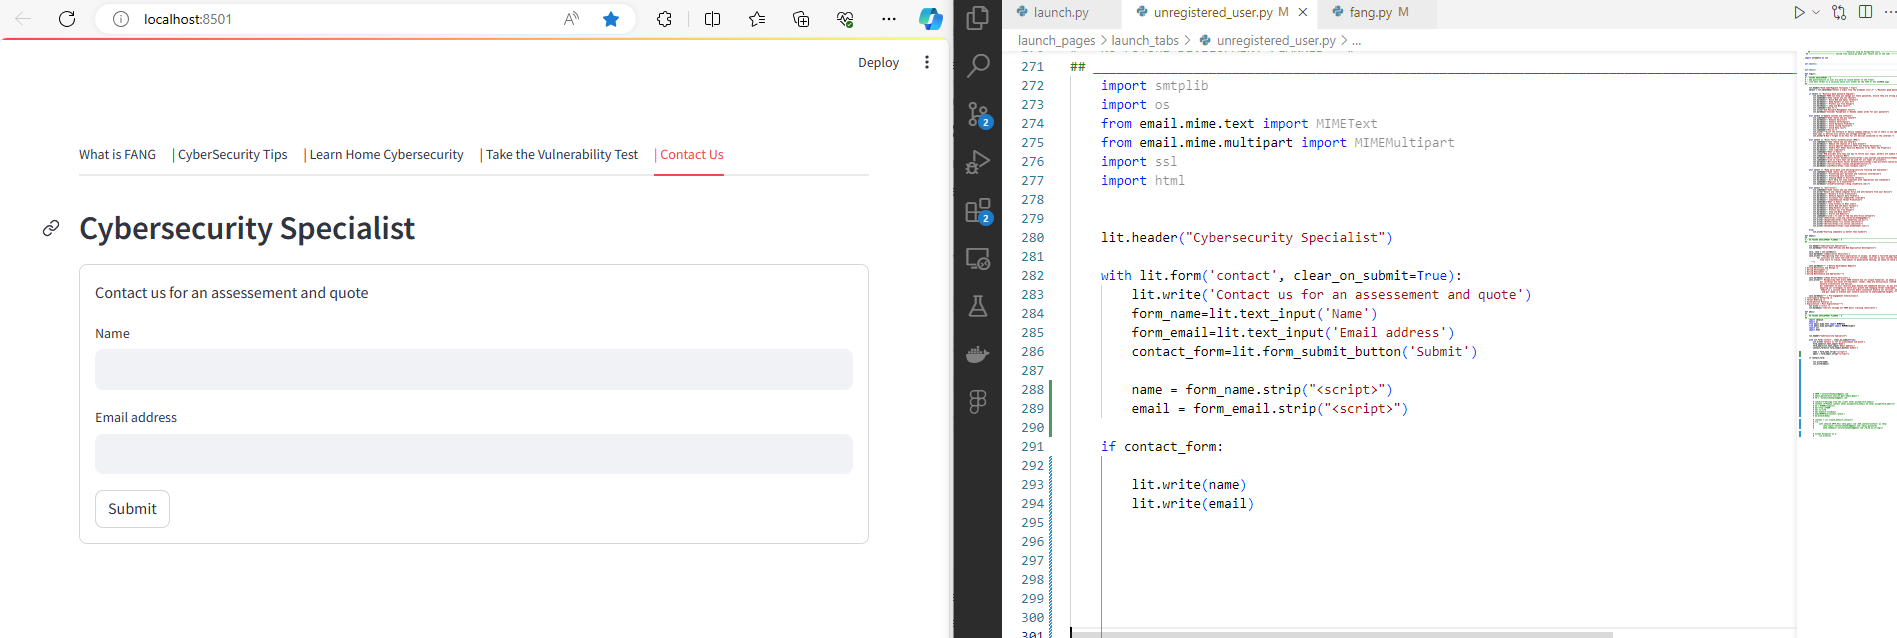 localhost:8501
Deploy
What is FANG | CyberSecurity Tips | Learn Home Cybersecurity | Take the Vulnerability Test | Contact Us
Cybersecurity Specialist
Contact us for an assessement and quote
Name
Email address
Submit
2
2
launch.py
unregistered_user.py M
fang.py M
launch_pages > launch_tabs > unregistered_user.py > ...
271 ##
272 import smtplib
273 import os
274 from email.mime.text import MIMEText
275 from email.mime.multipart import MIMEMultipart
276 import ssl
277 import html
278
279
280 lit.header("Cybersecurity Specialist")
281
282 with lit.form('contact', clear_on_submit=True):
283 lit.write('Contact us for an assessement and quote')
284 form_name=lit.text_input('Name')
285 form_email=lit.text_input('Email address')
286 contact_form=lit.form_submit_button('Submit')
287
288 name = form_name.strip("<script>")
289 email = form_email.strip("<script>")
290
291 if contact_form:
292
293 lit.write(name)
294 lit.write(email)
295
296
297
298
299
300
301